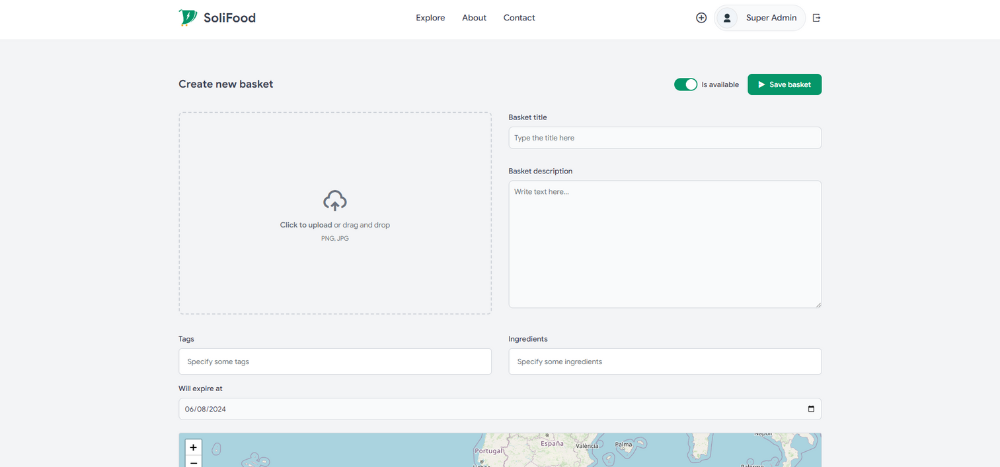 SoliFood
Explore About Contact
Super Admin
Create new basket
Is available
Save basket
Click to upload or drag and drop
PNG, JPG
Basket title
Type the title here
Basket description
Write text here...
Tags
Specify some tags
Ingredients
Specify some ingredients
Will expire at
06/08/2024
+
−
Portugal
España
València
Palma
Napoli
Palermo